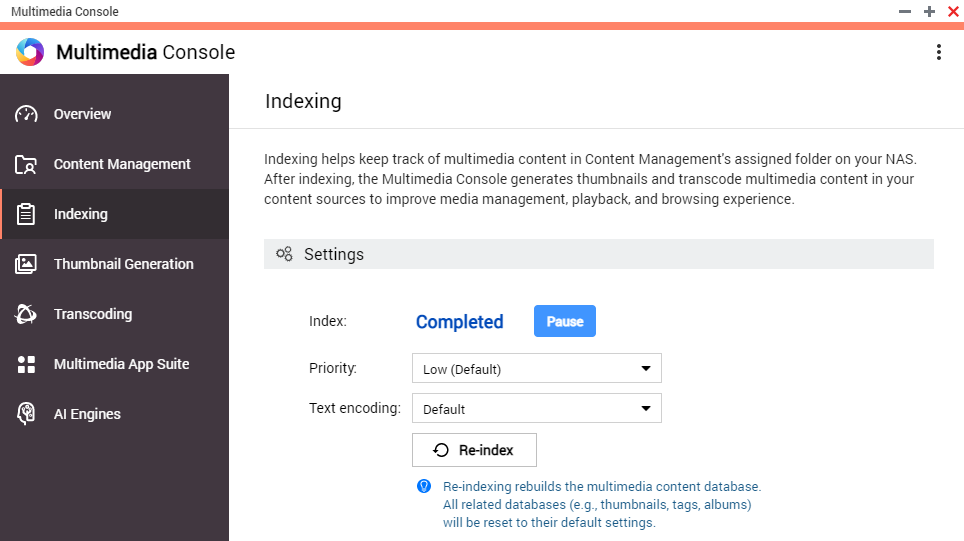 Multimedia Console
Multimedia Console
Overview
Content Management
Indexing
Thumbnail Generation
Transcoding
Multimedia App Suite
AI Engines
Indexing
Indexing helps keep track of multimedia content in Content Management's assigned folder on your NAS.
After indexing, the Multimedia Console generates thumbnails and transcode multimedia content in your
content sources to improve media management, playback, and browsing experience.
Settings
Index: Completed Pause
Priority: Low (Default)
Text encoding: Default
Re-index
Re-indexing rebuilds the multimedia content database.
All related databases (e.g., thumbnails, tags, albums)
will be reset to their default settings.